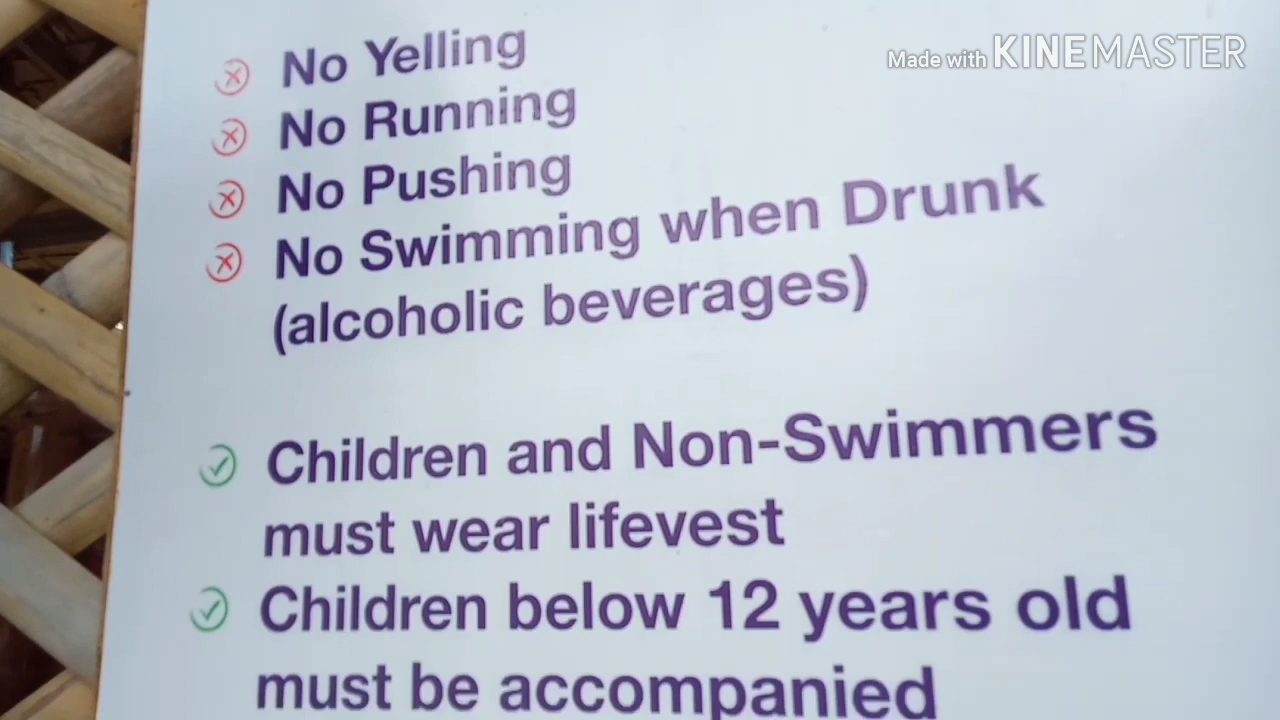 Made with KINEMASTER
No Yelling
No Running
No Pushing
No Swimming when Drunk
(alcoholic beverages)
Children and Non-Swimmers
must wear lifevest
Children below 12 years old
must be accompanied